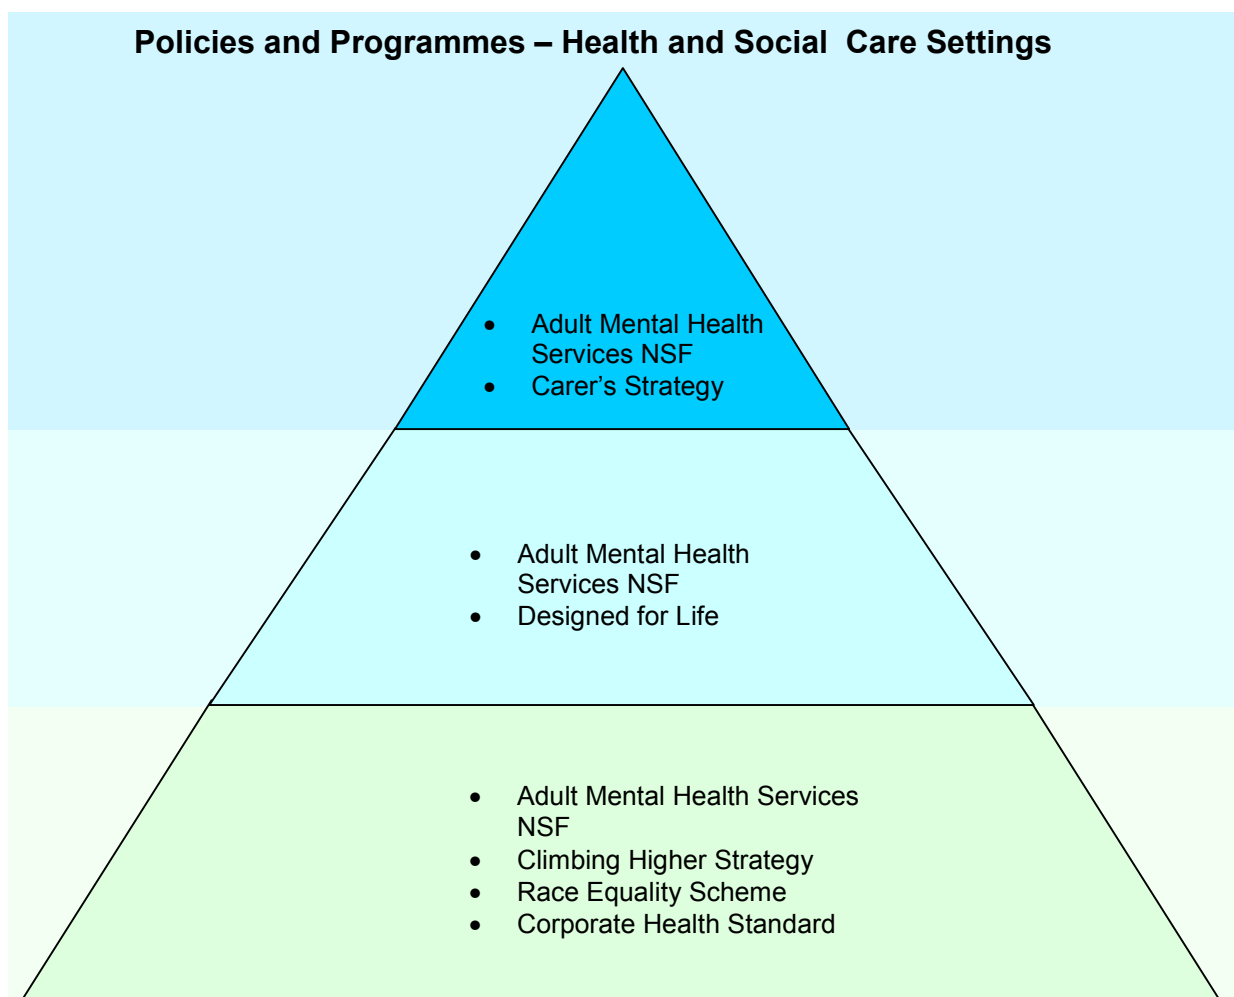 Policies and Programmes – Health and Social  Care Settings
• Adult Mental Health
Services NSF
• Carer’s Strategy
• Adult Mental Health
Services NSF
• Designed for Life
• Adult Mental Health Services
NSF
• Climbing Higher Strategy
• Race Equality Scheme
• Corporate Health Standard